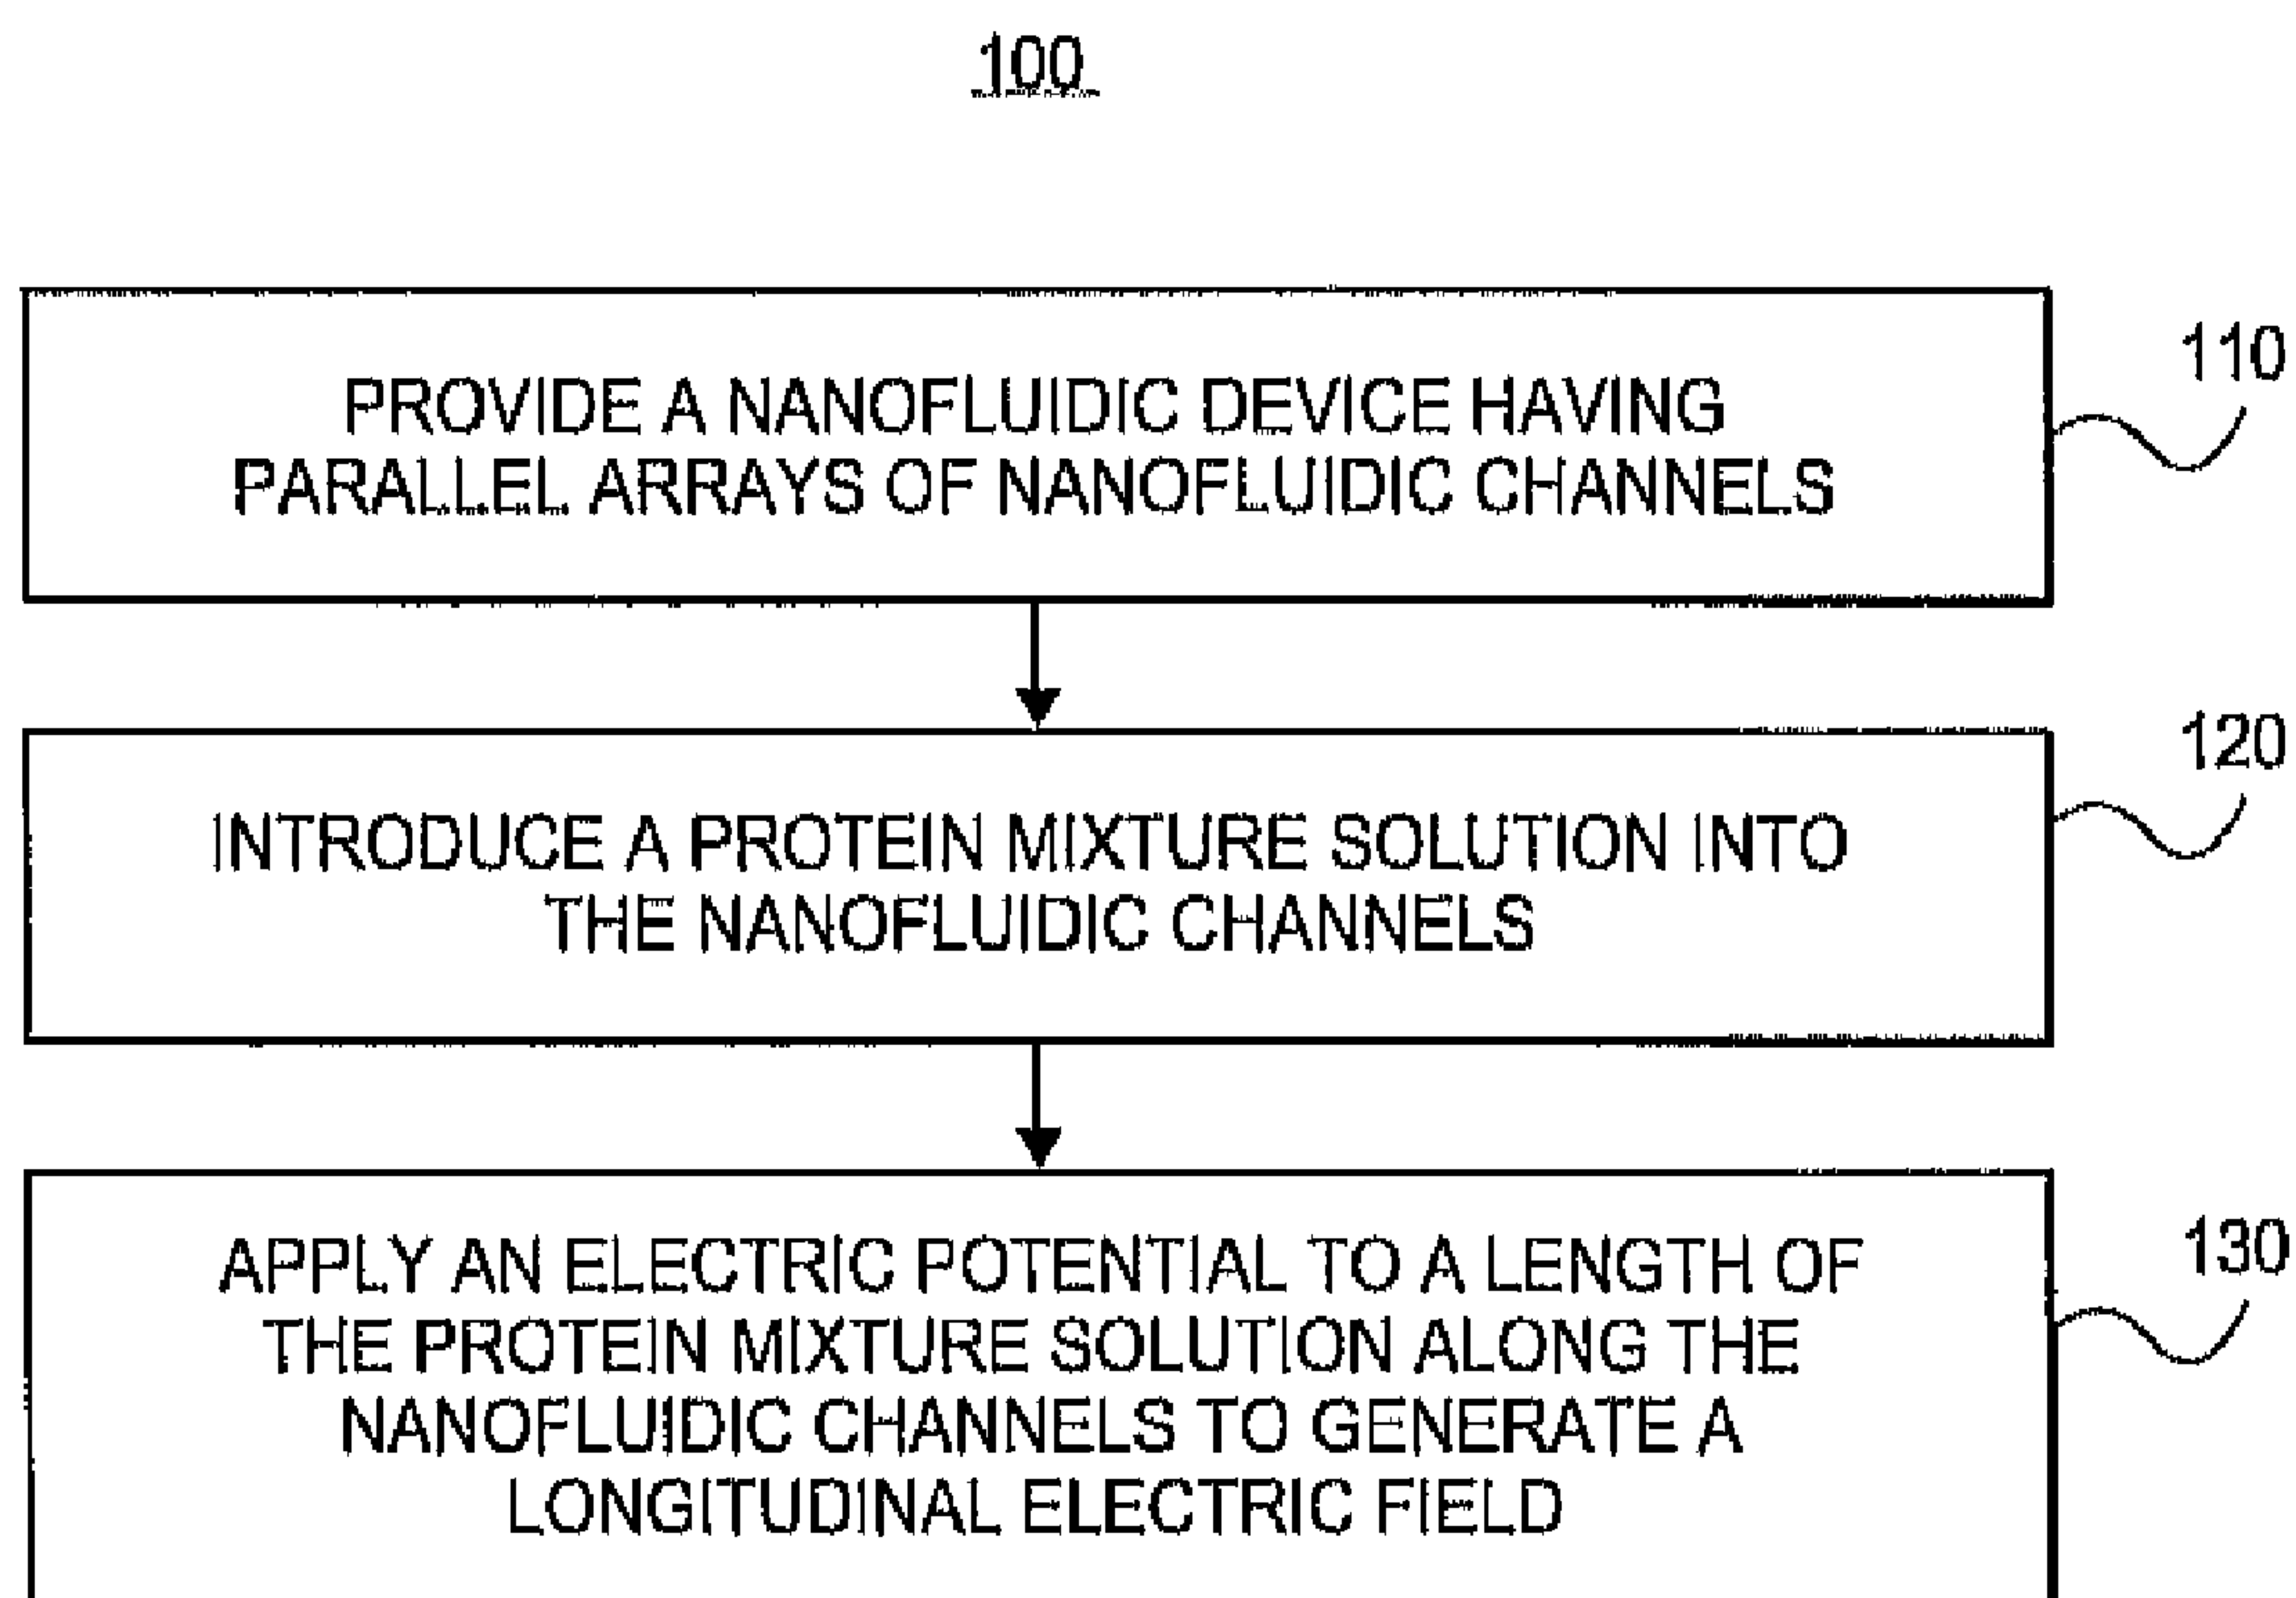 100
PROVIDE A NANOFLUIDIC DEVICE HAVING
PARALLEL ARRAYS OF NANOFLUIDIC CHANNELS
110
INTRODUCE A PROTEIN MIXTURE SOLUTION INTO
THE NANOFLUIDIC CHANNELS
120
APPLY AN ELECTRIC POTENTIAL TO A LENGTH OF
THE PROTEIN MIXTURE SOLUTION ALONG THE
NANOFLUIDIC CHANNELS TO GENERATE A
LONGITUDINAL ELECTRIC FIELD
130